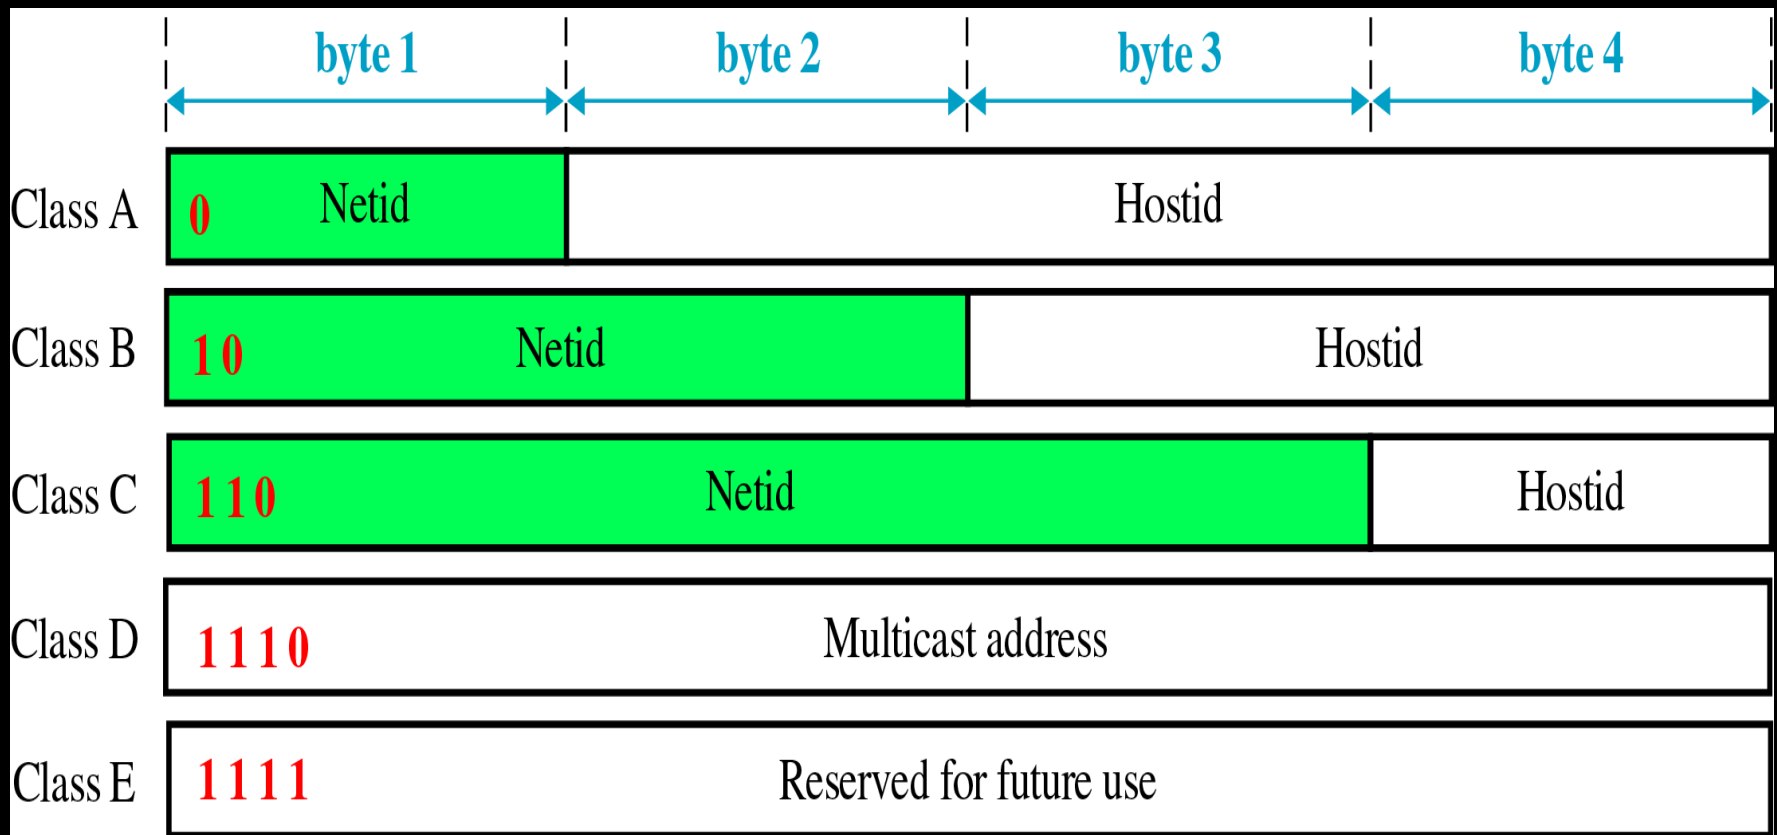 byte 1 byte 2 byte 3 byte 4
Class A 0 Netid Hostid
Class B 1 0 Netid Hostid
Class C 1 1 0 Netid Hostid
Class D 1 1 1 0 Multicast address
Class E 1 1 1 1 Reserved for future use